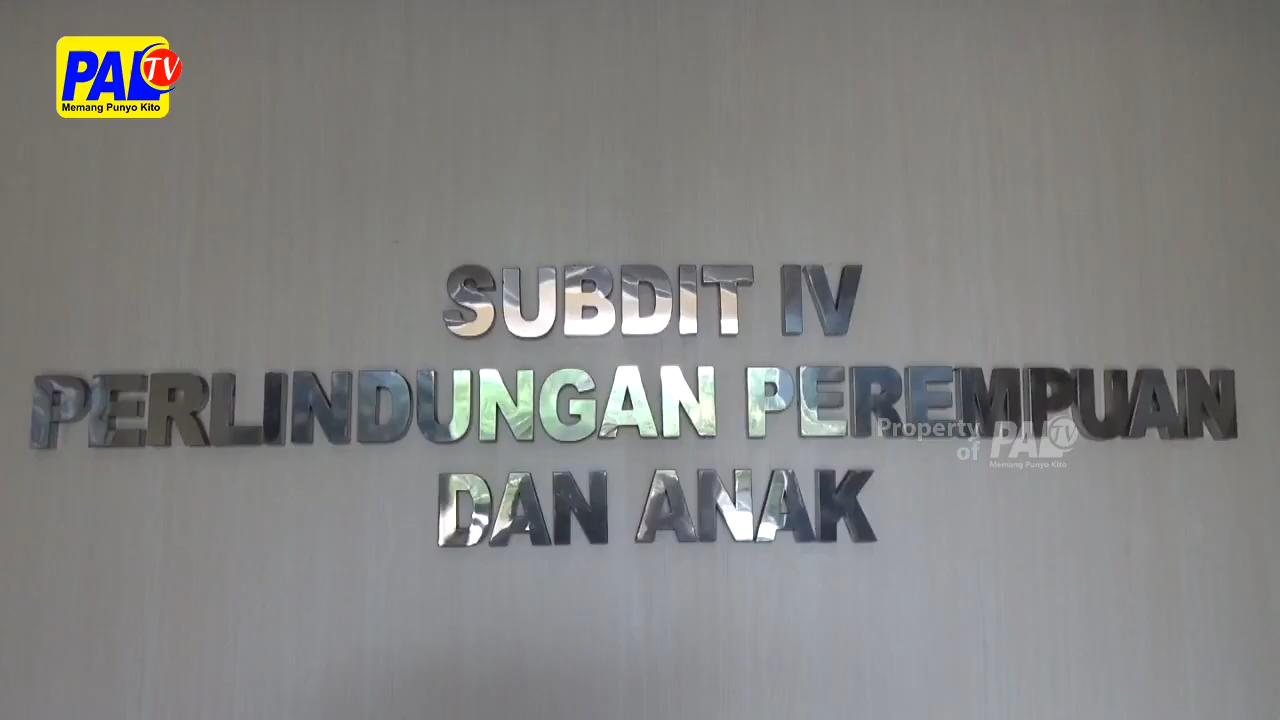 PAL TV
Memang Punyo Kito
SUBDIT IV
PERLINDUNGAN PEREMPUAN
DAN ANAK
Property
of
PAL TV
Memang Punyo Kito